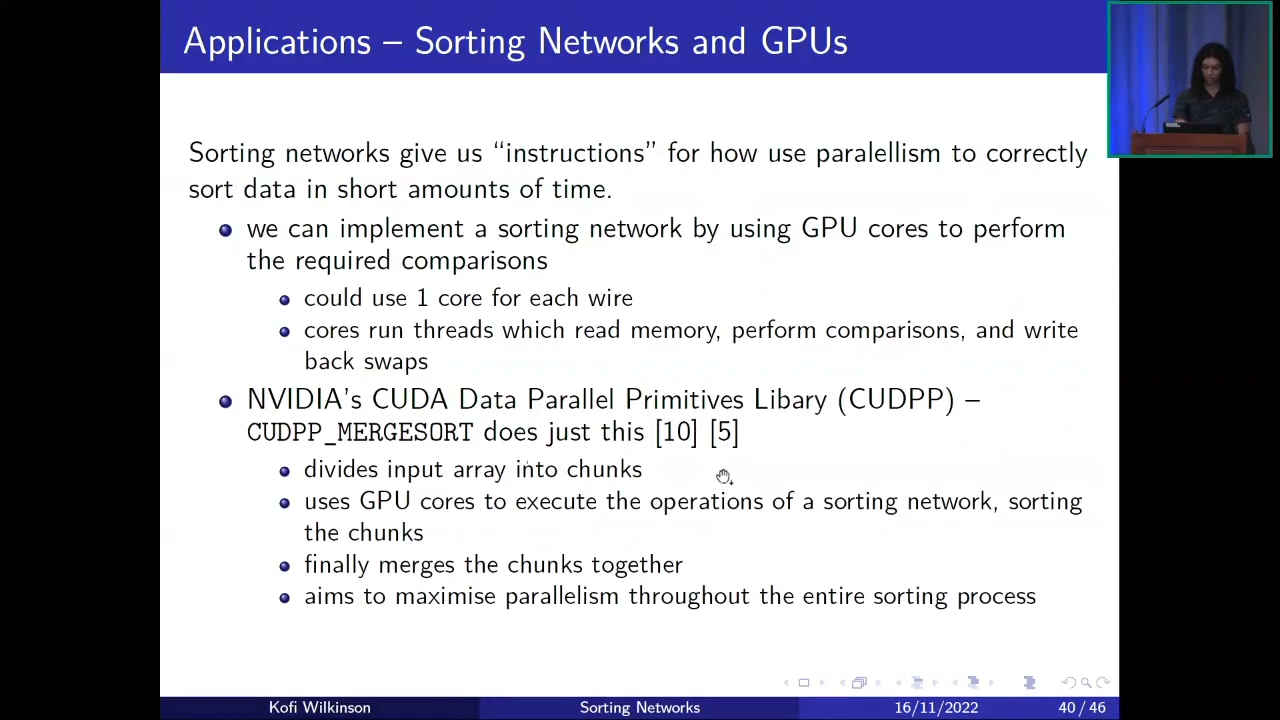 Applications – Sorting Networks and GPUs
Sorting networks give us “instructions” for how use paralellism to correctly
sort data in short amounts of time.
we can implement a sorting network by using GPU cores to perform
the required comparisons
could use 1 core for each wire
cores run threads which read memory, perform comparisons, and write
back swaps
NVIDIA's CUDA Data Parallel Primitives Libary (CUDPP) –
CUDPP_MERGESORT does just this [10] [5]
divides input array into chunks
uses GPU cores to execute the operations of a sorting network, sorting
the chunks
finally merges the chunks together
aims to maximise parallelism throughout the entire sorting process
Kofi Wilkinson Sorting Networks 16/11/2022 40 / 46